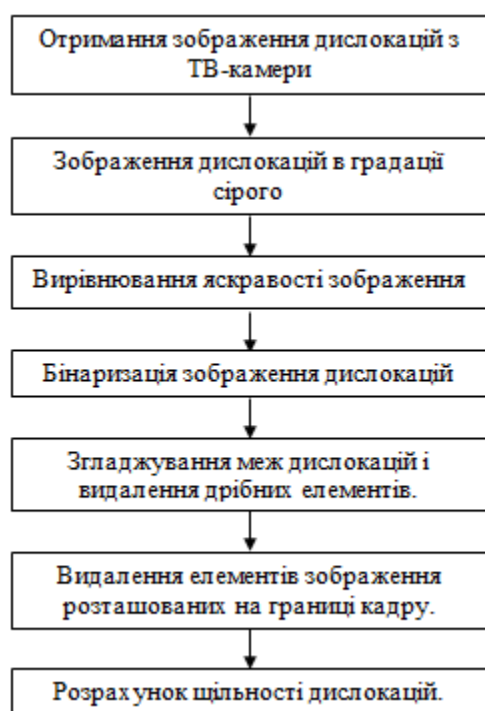 Отримання зображення дислокацій з
ТВ-камери
Зображення дислокацій в градації
сірого
Вирівнювання яскравості зображення
Бінаризація зображення дислокацій
Згладжування меж дислокацій і
видалення дрібних елементів.
Видалення елементів зображення
розташованих на границі кадру.
Розрахунок щільності дислокацій.